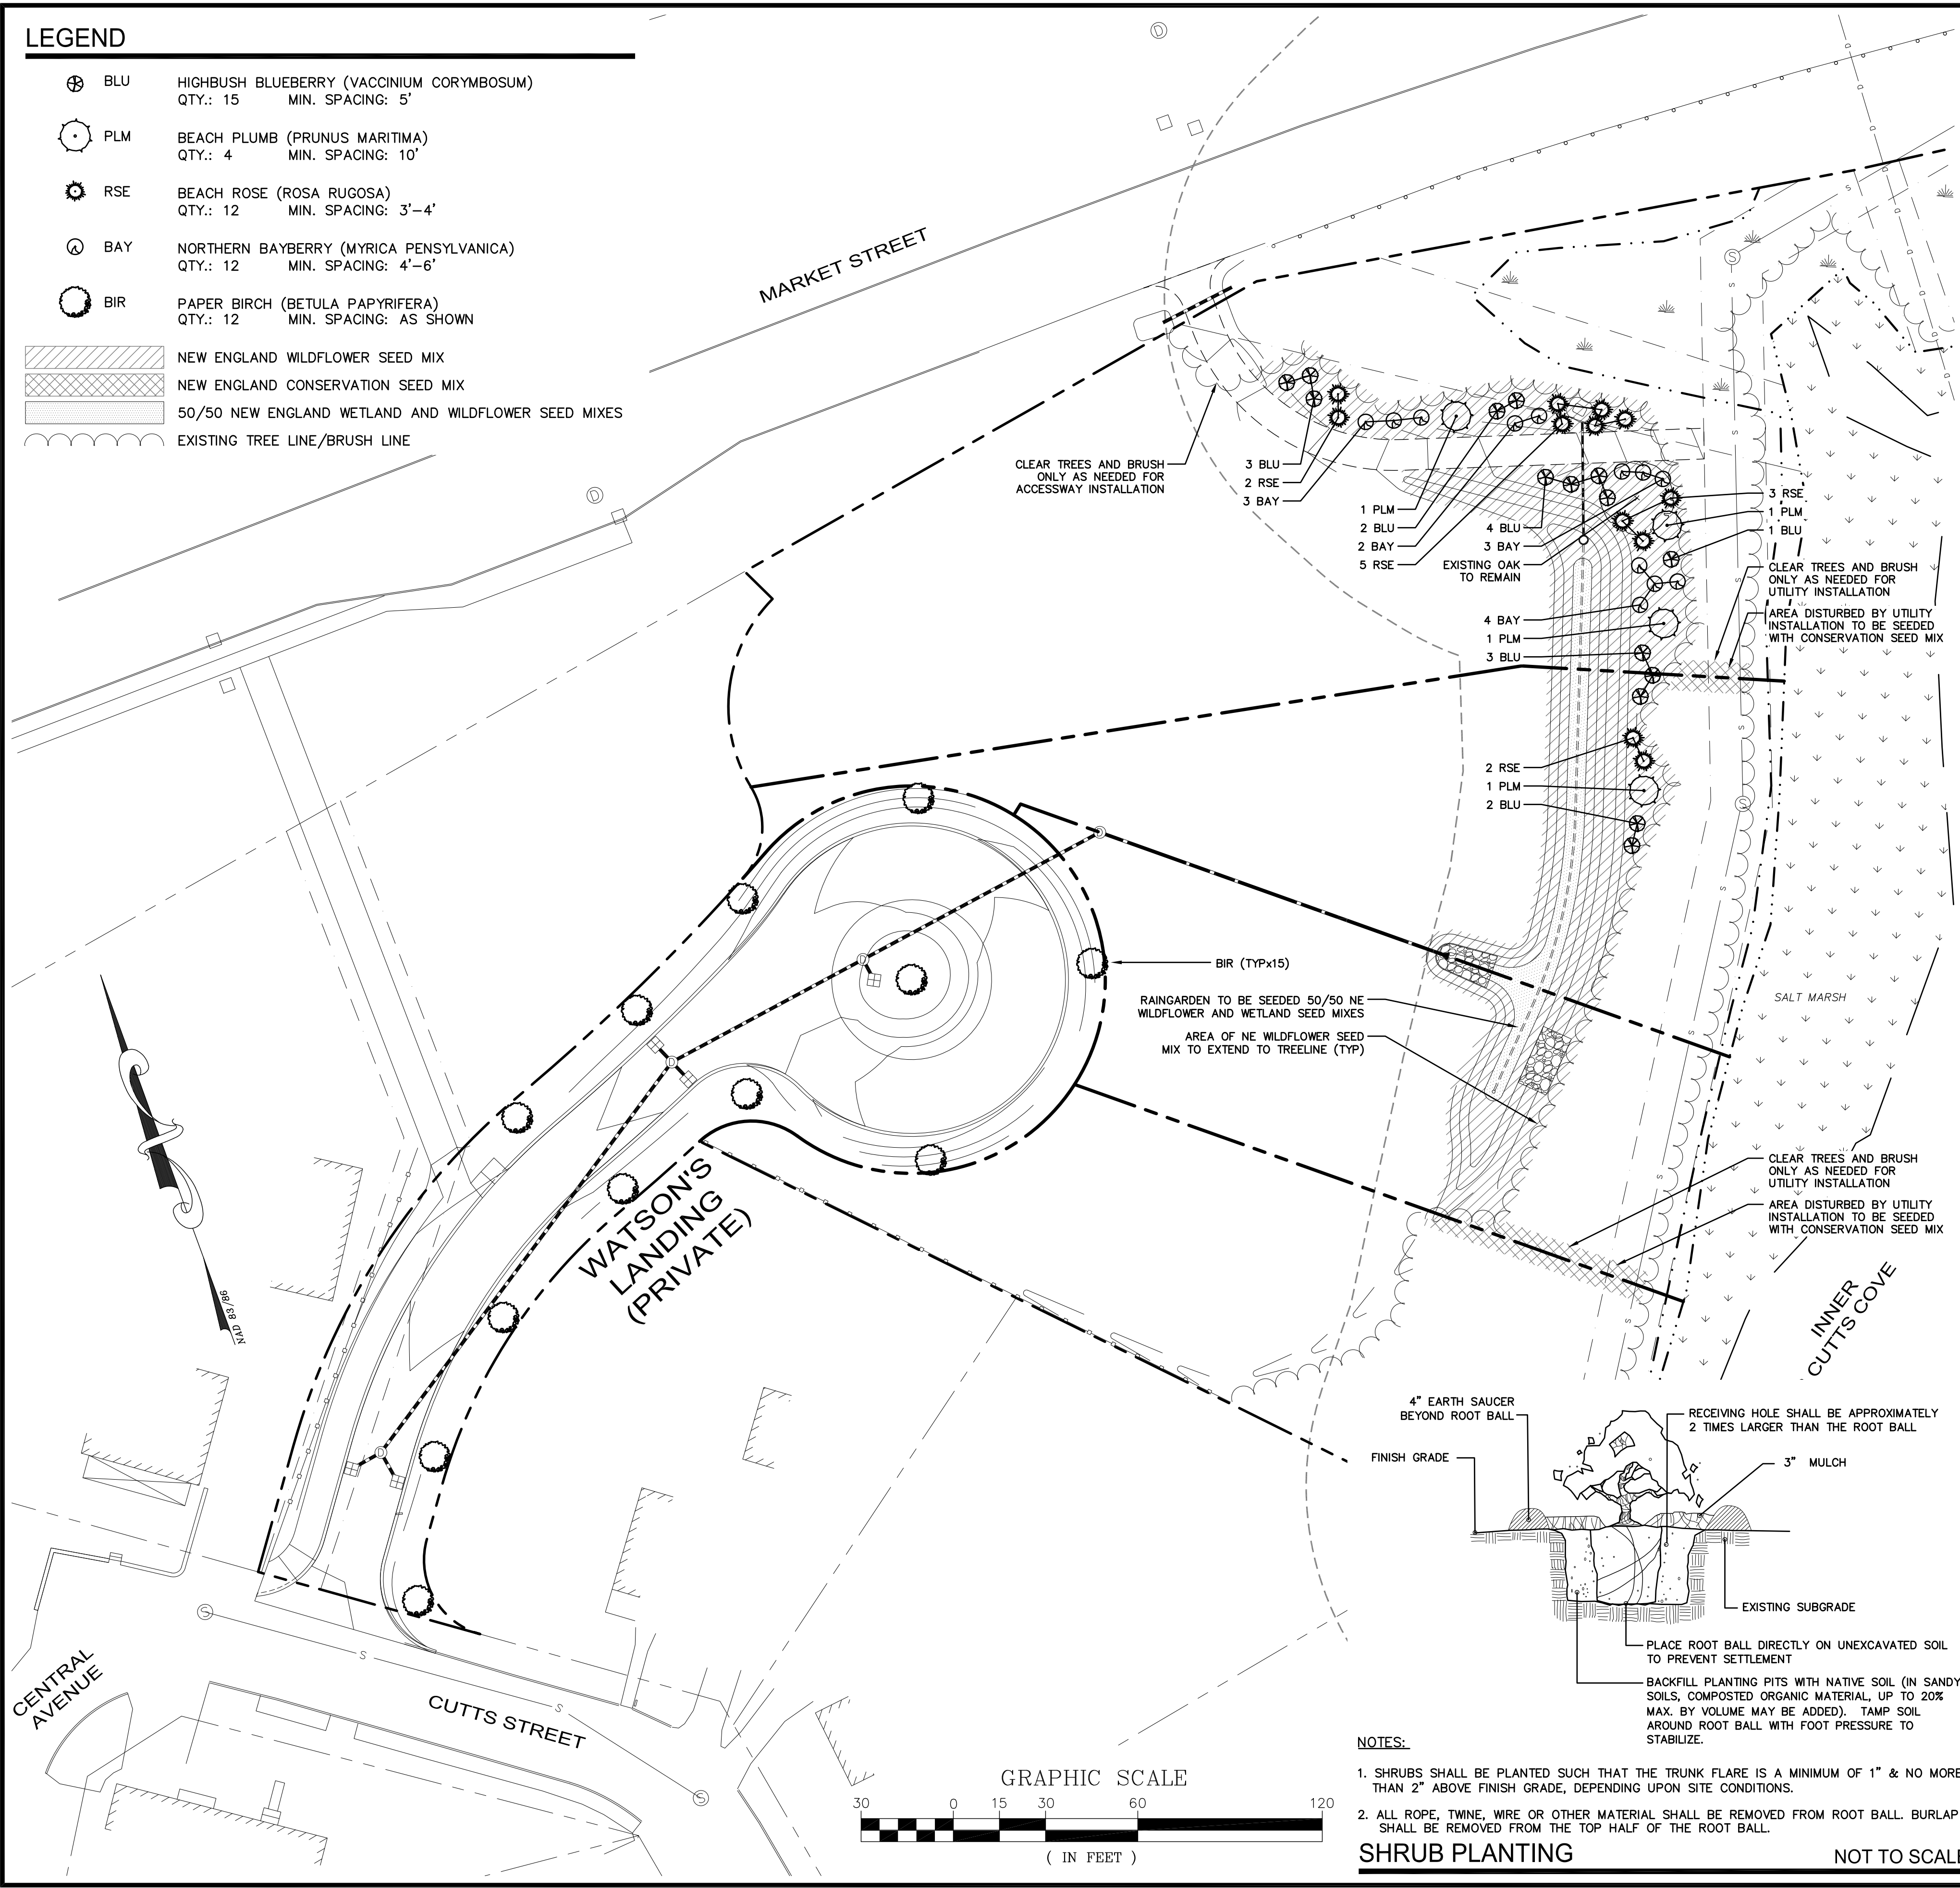 LEGEND
BLU HIGHBUSH BLUEBERRY (VACCINIUM CORYMBOSUM)
QTY.: 15 MIN. SPACING: 5'
PLM BEACH PLUMB (PRUNUS MARITIMA)
QTY.: 4 MIN. SPACING: 10'
RSE BEACH ROSE (ROSA RUGOSA)
QTY.: 12 MIN. SPACING: 3'–4'
BAY NORTHERN BAYBERRY (MYRICA PENSYLVANICA)
QTY.: 12 MIN. SPACING: 4'–6'
BIR PAPER BIRCH (BETULA PAPYRIFERA)
QTY.: 12 MIN. SPACING: AS SHOWN
NEW ENGLAND WILDFLOWER SEED MIX
NEW ENGLAND CONSERVATION SEED MIX
50/50 NEW ENGLAND WETLAND AND WILDFLOWER SEED MIXES
EXISTING TREE LINE/BRUSH LINE
MARKET STREET
D
D
S
CLEAR TREES AND BRUSH
ONLY AS NEEDED FOR
ACCESSWAY INSTALLATION
3 BLU
2 RSE
3 BAY
1 PLM
2 BLU
2 BAY
5 RSE
4 BLU
3 BAY
EXISTING OAK
TO REMAIN
3 RSE
1 PLM
1 BLU
CLEAR TREES AND BRUSH
ONLY AS NEEDED FOR
UTILITY INSTALLATION
AREA DISTURBED BY UTILITY
INSTALLATION TO BE SEEDED
WITH CONSERVATION SEED MIX
4 BAY
1 PLM
3 BLU
2 RSE
1 PLM
2 BLU
S
D
D
D
D
BIR (TYPx15)
RAINGARDEN TO BE SEEDED 50/50 NE
WILDFLOWER AND WETLAND SEED MIXES
AREA OF NE WILDFLOWER SEED
MIX TO EXTEND TO TREELINE (TYP)
SALT MARSH
CLEAR TREES AND BRUSH
ONLY AS NEEDED FOR
UTILITY INSTALLATION
AREA DISTURBED BY UTILITY
INSTALLATION TO BE SEEDED
WITH CONSERVATION SEED MIX
INNER
CUTTS COVE
WATSON'S
LANDING
(PRIVATE)
NAD 83/86
CENTRAL
AVENUE
CUTTS STREET
S
S
S
S
4" EARTH SAUCER
BEYOND ROOT BALL
FINISH GRADE
RECEIVING HOLE SHALL BE APPROXIMATELY
2 TIMES LARGER THAN THE ROOT BALL
3" MULCH
EXISTING SUBGRADE
PLACE ROOT BALL DIRECTLY ON UNEXCAVATED SOIL
TO PREVENT SETTLEMENT
BACKFILL PLANTING PITS WITH NATIVE SOIL (IN SANDY
SOILS, COMPOSTED ORGANIC MATERIAL, UP TO 20%
MAX. BY VOLUME MAY BE ADDED). TAMP SOIL
AROUND ROOT BALL WITH FOOT PRESSURE TO
STABILIZE.
GRAPHIC SCALE
30 0 15 30 60 120
( IN FEET )
NOTES:
1. SHRUBS SHALL BE PLANTED SUCH THAT THE TRUNK FLARE IS A MINIMUM OF 1" & NO MORE
THAN 2" ABOVE FINISH GRADE, DEPENDING UPON SITE CONDITIONS.
2. ALL ROPE, TWINE, WIRE OR OTHER MATERIAL SHALL BE REMOVED FROM ROOT BALL. BURLAP
SHALL BE REMOVED FROM THE TOP HALF OF THE ROOT BALL.
SHRUB PLANTING NOT TO SCALE